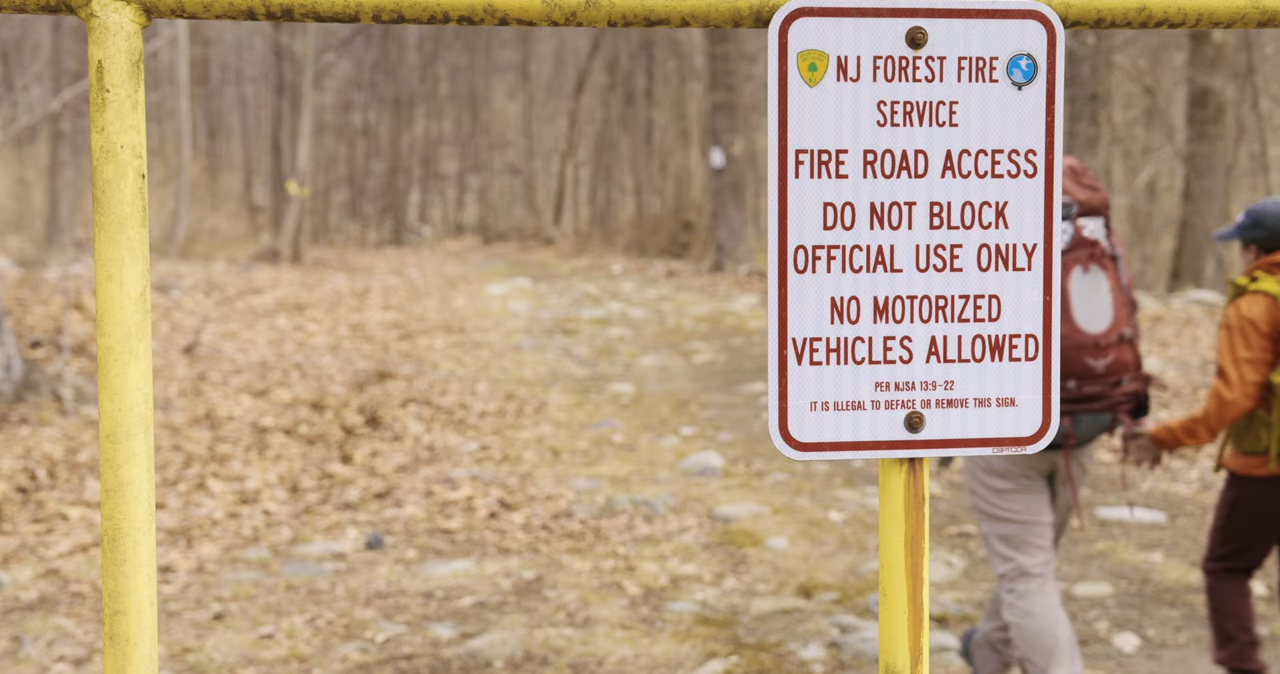 NJ FOREST FIRE
SERVICE
FIRE ROAD ACCESS
DO NOT BLOCK
OFFICIAL USE ONLY
NO MOTORIZED
VEHICLES ALLOWED
PER NJSA 13:9-22
IT IS ILLEGAL TO DEFACE OR REMOVE THIS SIGN.